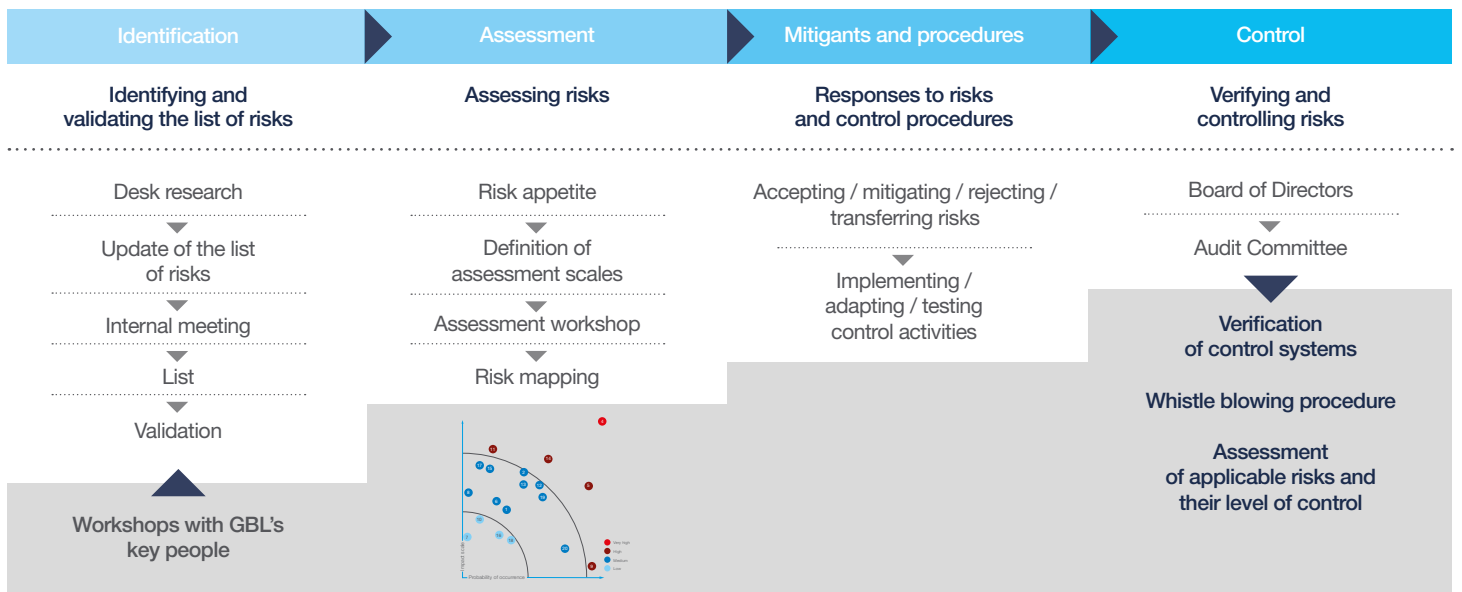 Identification
Assessment
Mitigants and procedures
Control
Identifying and
validating the list of risks
Assessing risks
Responses to risks
and control procedures
Verifying and
controlling risks
Desk research
Update of the list
of risks
Internal meeting
List
Validation
Workshops with GBL's
key people
Risk appetite
Definition of
assessment scales
Assessment workshop
Risk mapping
Impact scale
Probability of occurrence
Very high
High
Medium
Low
Accepting / mitigating / rejecting /
transferring risks
Implementing /
adapting / testing
control activities
Board of Directors
Audit Committee
Verification
of control systems
Whistle blowing procedure
Assessment
of applicable risks and
their level of control